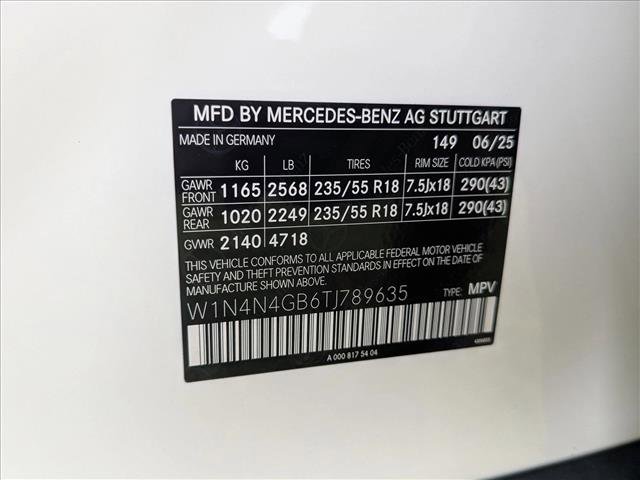 MFD BY MERCEDES-BENZ AG STUTTGART
MADE IN GERMANY 149 06/25
KG LB TIRES RIM SIZE COLD KPA(PSI)
GAWR FRONT 1165 2568 235/55 R18 7.5Jx18 290(43)
GAWR REAR 1020 2249 235/55 R18 7.5Jx18 290(43)
GVWR 2140 4718
THIS VEHICLE CONFORMS TO ALL APPLICABLE FEDERAL MOTOR VEHICLE
SAFETY, BUMPER, AND THEFT PREVENTION STANDARDS IN EFFECT ON THE DATE OF
MANUFACTURE SHOWN ABOVE.
W1N4N4GB6TJ789635 TYPE: MPV
A 000 817 54 04